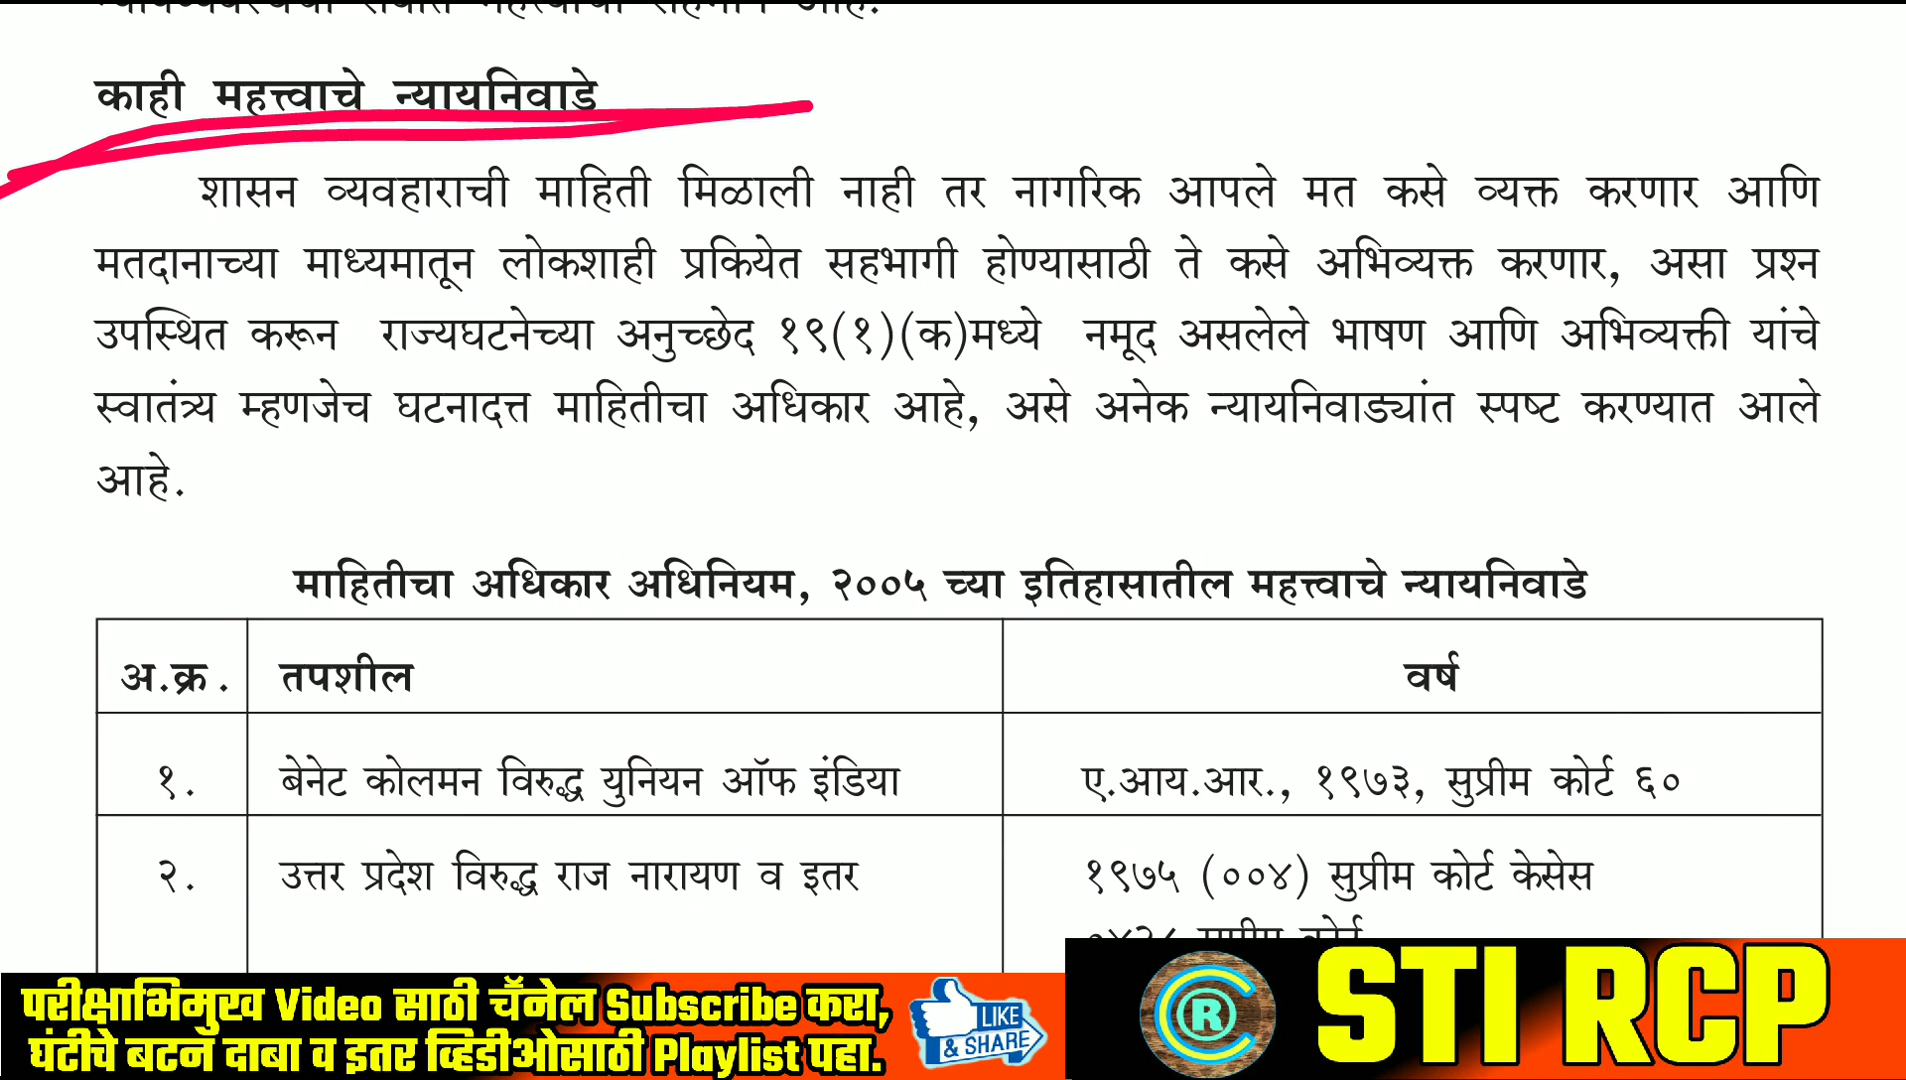 काही महत्त्वाचे न्यायनिवाडे
शासन व्यवहाराची माहिती मिळाली नाही तर नागरिक आपले मत कसे व्यक्त करणार आणि
मतदानाच्या माध्यमातून लोकशाही प्रकियेत सहभागी होण्यासाठी ते कसे अभिव्यक्त करणार, असा प्रश्न
उपस्थित करून राज्यघटनेच्या अनुच्छेद १९(१)(क)मध्ये नमूद असलेले भाषण आणि अभिव्यक्ती यांचे
स्वातंत्र्य म्हणजेच घटनादत्त माहितीचा अधिकार आहे, असे अनेक न्यायनिवाड्यांत स्पष्ट करण्यात आले
आहे.
माहितीचा अधिकार अधिनियम, २००५ च्या इतिहासातील महत्त्वाचे न्यायनिवाडे
अ.क्र. तपशील वर्ष
१. बेनेट कोलमन विरुद्ध युनियन ऑफ इंडिया ए.आय.आर., १९७३, सुप्रीम कोर्ट ६०
२. उत्तर प्रदेश विरुद्ध राज नारायण व इतर १९७५ (००४) सुप्रीम कोर्ट केसेस
सुप्रीम कोर्ट
परीक्षाभिमुख Video साठी चॅनेल Subscribe करा,
घंटीचे बटन दाबा व इतर व्हिडीओसाठी Playlist पहा.
LIKE
& SHARE
C R
STI RCP